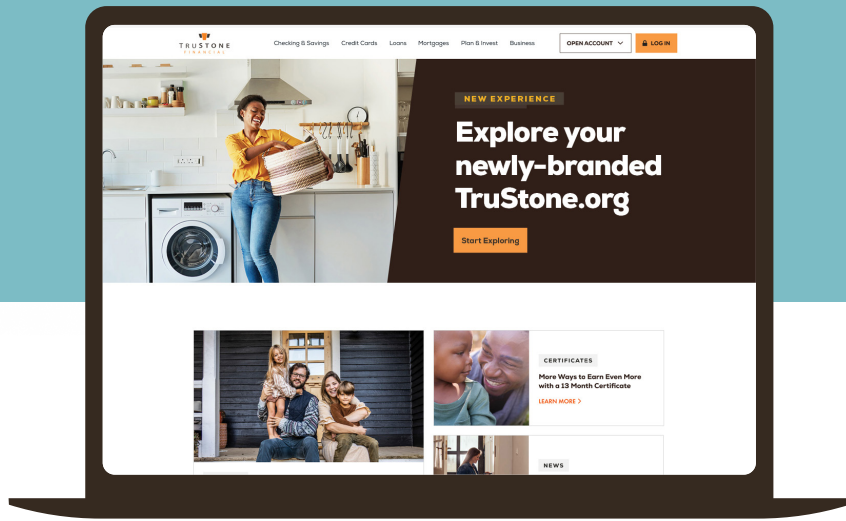 TRUSTONE
FINANCIAL
Checking & Savings
Credit Cards
Loans
Mortgages
Plan & Invest
Business
OPEN ACCOUNT
LOG IN
NEW EXPERIENCE
Explore your
newly-branded
TruStone.org
Start Exploring
CERTIFICATES
More Ways to Earn Even More
with a 13 Month Certificate
LEARN MORE
NEWS